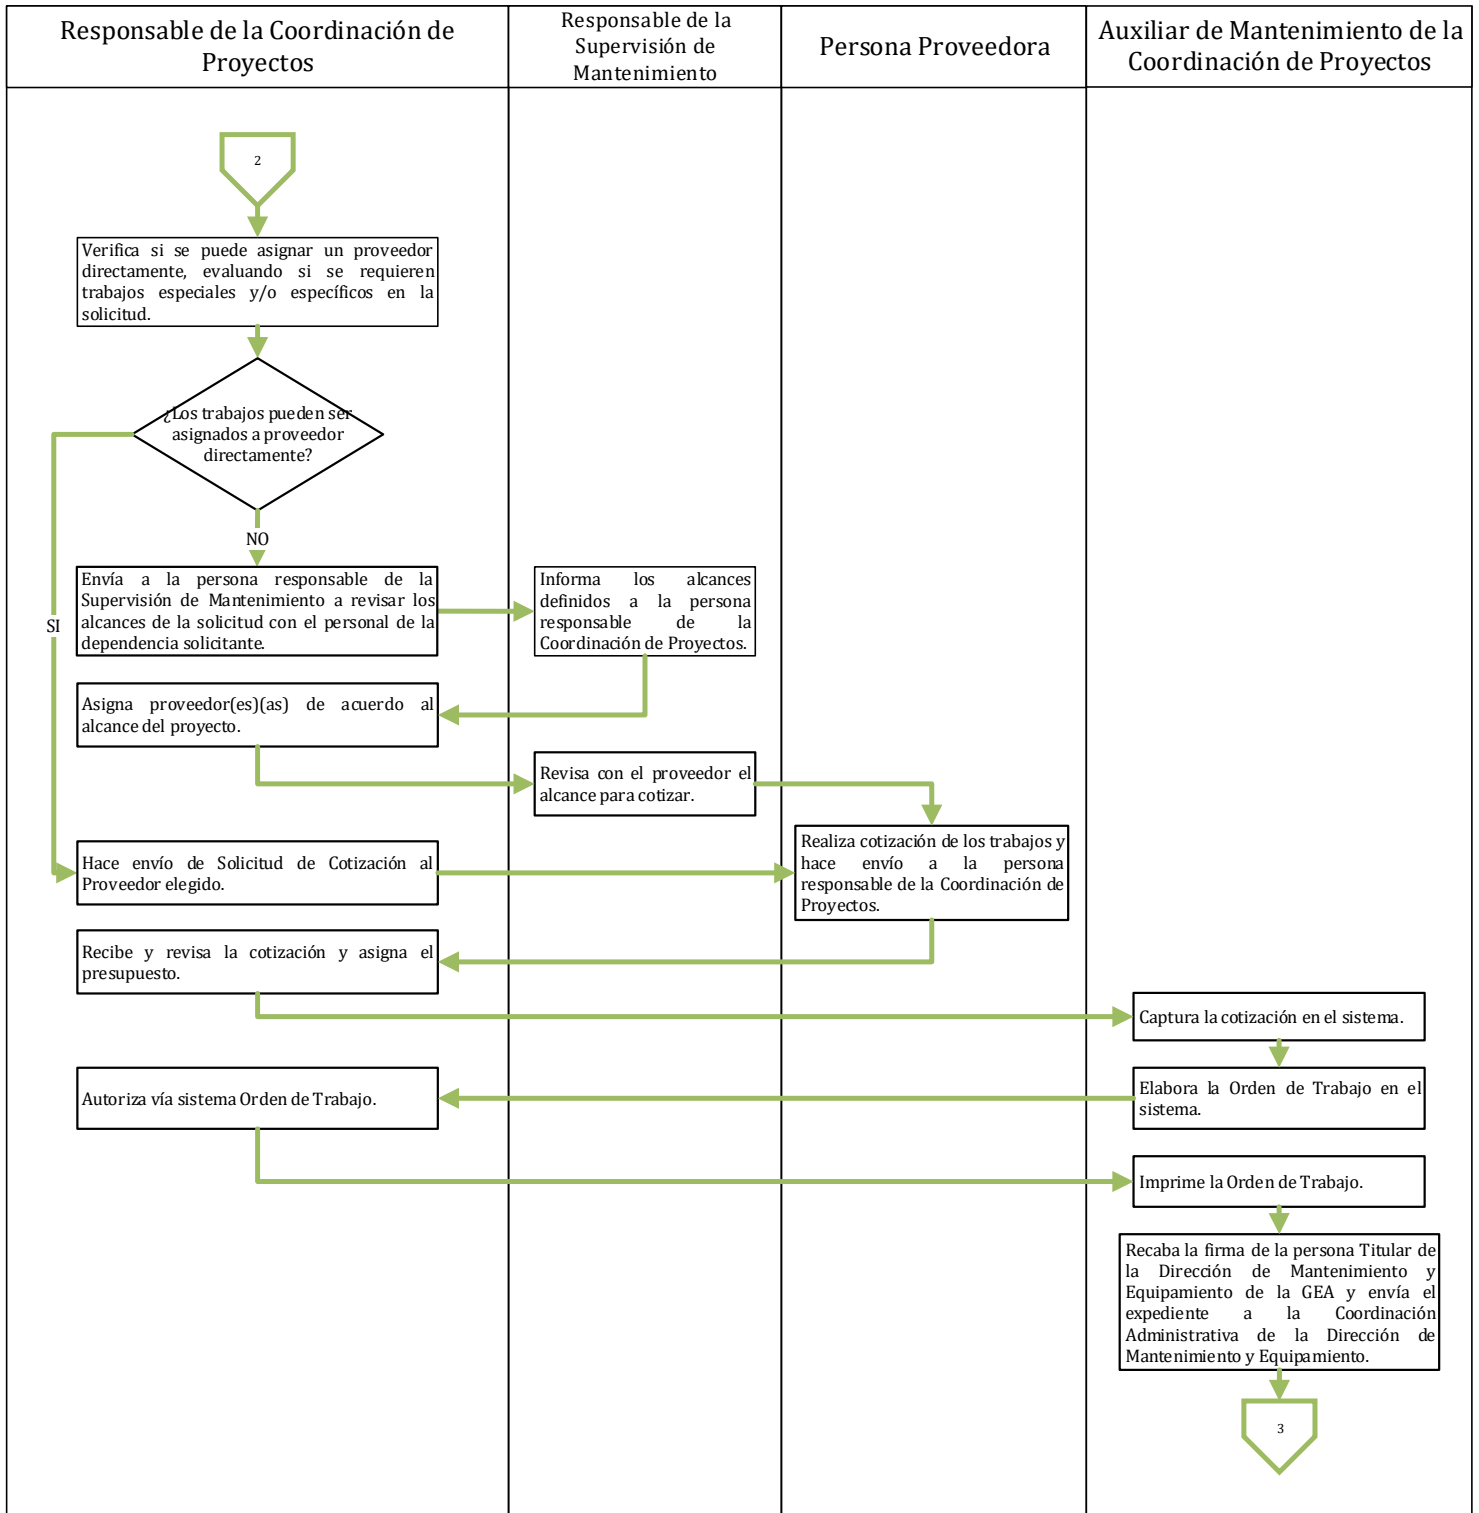 Responsable de la Coordinación de
Proyectos
Responsable de la
Supervisión de
Mantenimiento
Persona Proveedora
Auxiliar de Mantenimiento de la
Coordinación de Proyectos
2
Verifica si se puede asignar un proveedor
directamente, evaluando si se requieren
trabajos especiales y/o específicos en la
solicitud.
¿Los trabajos pueden ser
asignados a proveedor
directamente?
NO
SI
Envía a la persona responsable de la
Supervisión de Mantenimiento a revisar los
alcances de la solicitud con el personal de la
dependencia solicitante.
Informa los alcances
definidos a la persona
responsable de la
Coordinación de Proyectos.
Asigna proveedor(es)(as) de acuerdo al
alcance del proyecto.
Revisa con el proveedor el
alcance para cotizar.
Realiza cotización de los trabajos y
hace envío a la persona
responsable de la Coordinación de
Proyectos.
Hace envío de Solicitud de Cotización al
Proveedor elegido.
Recibe y revisa la cotización y asigna el
presupuesto.
Captura la cotización en el sistema.
Elabora la Orden de Trabajo en el
sistema.
Autoriza vía sistema Orden de Trabajo.
Imprime la Orden de Trabajo.
Recaba la firma de la persona Titular de
la Dirección de Mantenimiento y
Equipamiento de la GEA y envía el
expediente a la Coordinación
Administrativa de la Dirección de
Mantenimiento y Equipamiento.
3